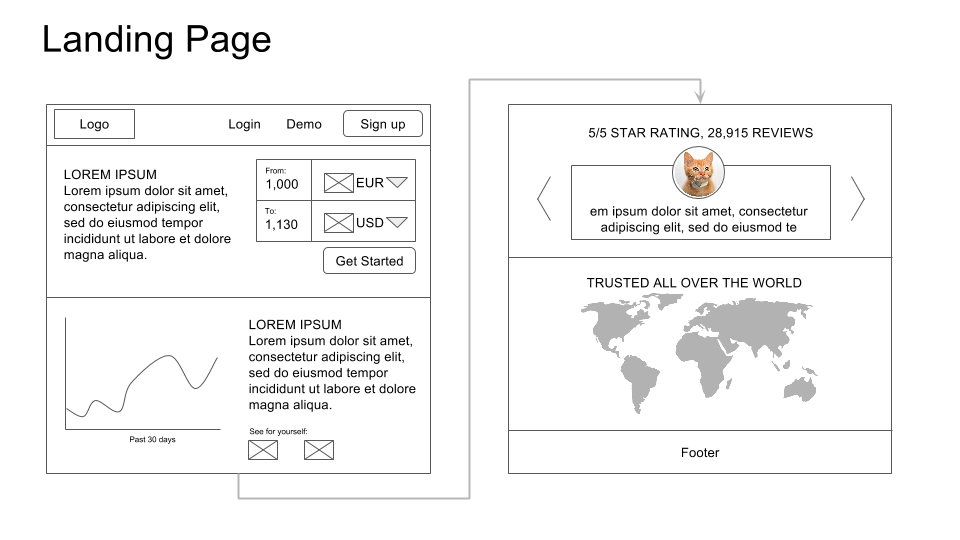 Landing Page
Logo
Login
Demo
Sign up
LOREM IPSUM
Lorem ipsum dolor sit amet,
consectetur adipiscing elit,
sed do eiusmod tempor
incididunt ut labore et dolore
magna aliqua.
From:
1,000
EUR
To:
1,130
USD
Get Started
Past 30 days
LOREM IPSUM
Lorem ipsum dolor sit amet,
consectetur adipiscing elit,
sed do eiusmod tempor
incididunt ut labore et dolore
magna aliqua.
See for yourself:
5/5 STAR RATING, 28,915 REVIEWS
em ipsum dolor sit amet, consectetur
adipiscing elit, sed do eiusmod te
TRUSTED ALL OVER THE WORLD
Footer